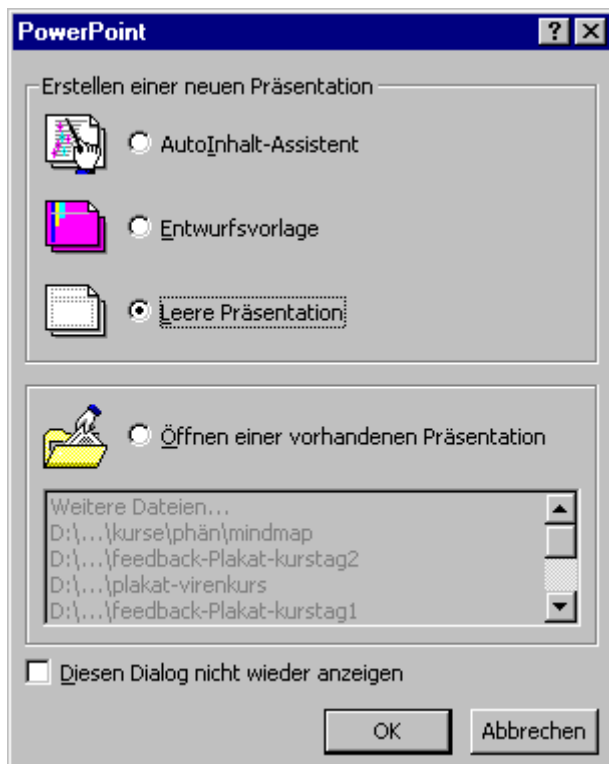 PowerPoint
Erstellen einer neuen Präsentation
AutoInhalt-Assistent
Entwurfsvorlage
Leere Präsentation
Öffnen einer vorhandenen Präsentation
Weitere Dateien...
D:\...\kurse\phän\mindmap
D:\...\feedback-Plakat-kurstag2
D:\...\plakat-virenkurs
D:\...\feedback-Plakat-kurstag1
Diesen Dialog nicht wieder anzeigen
OK Abbrechen